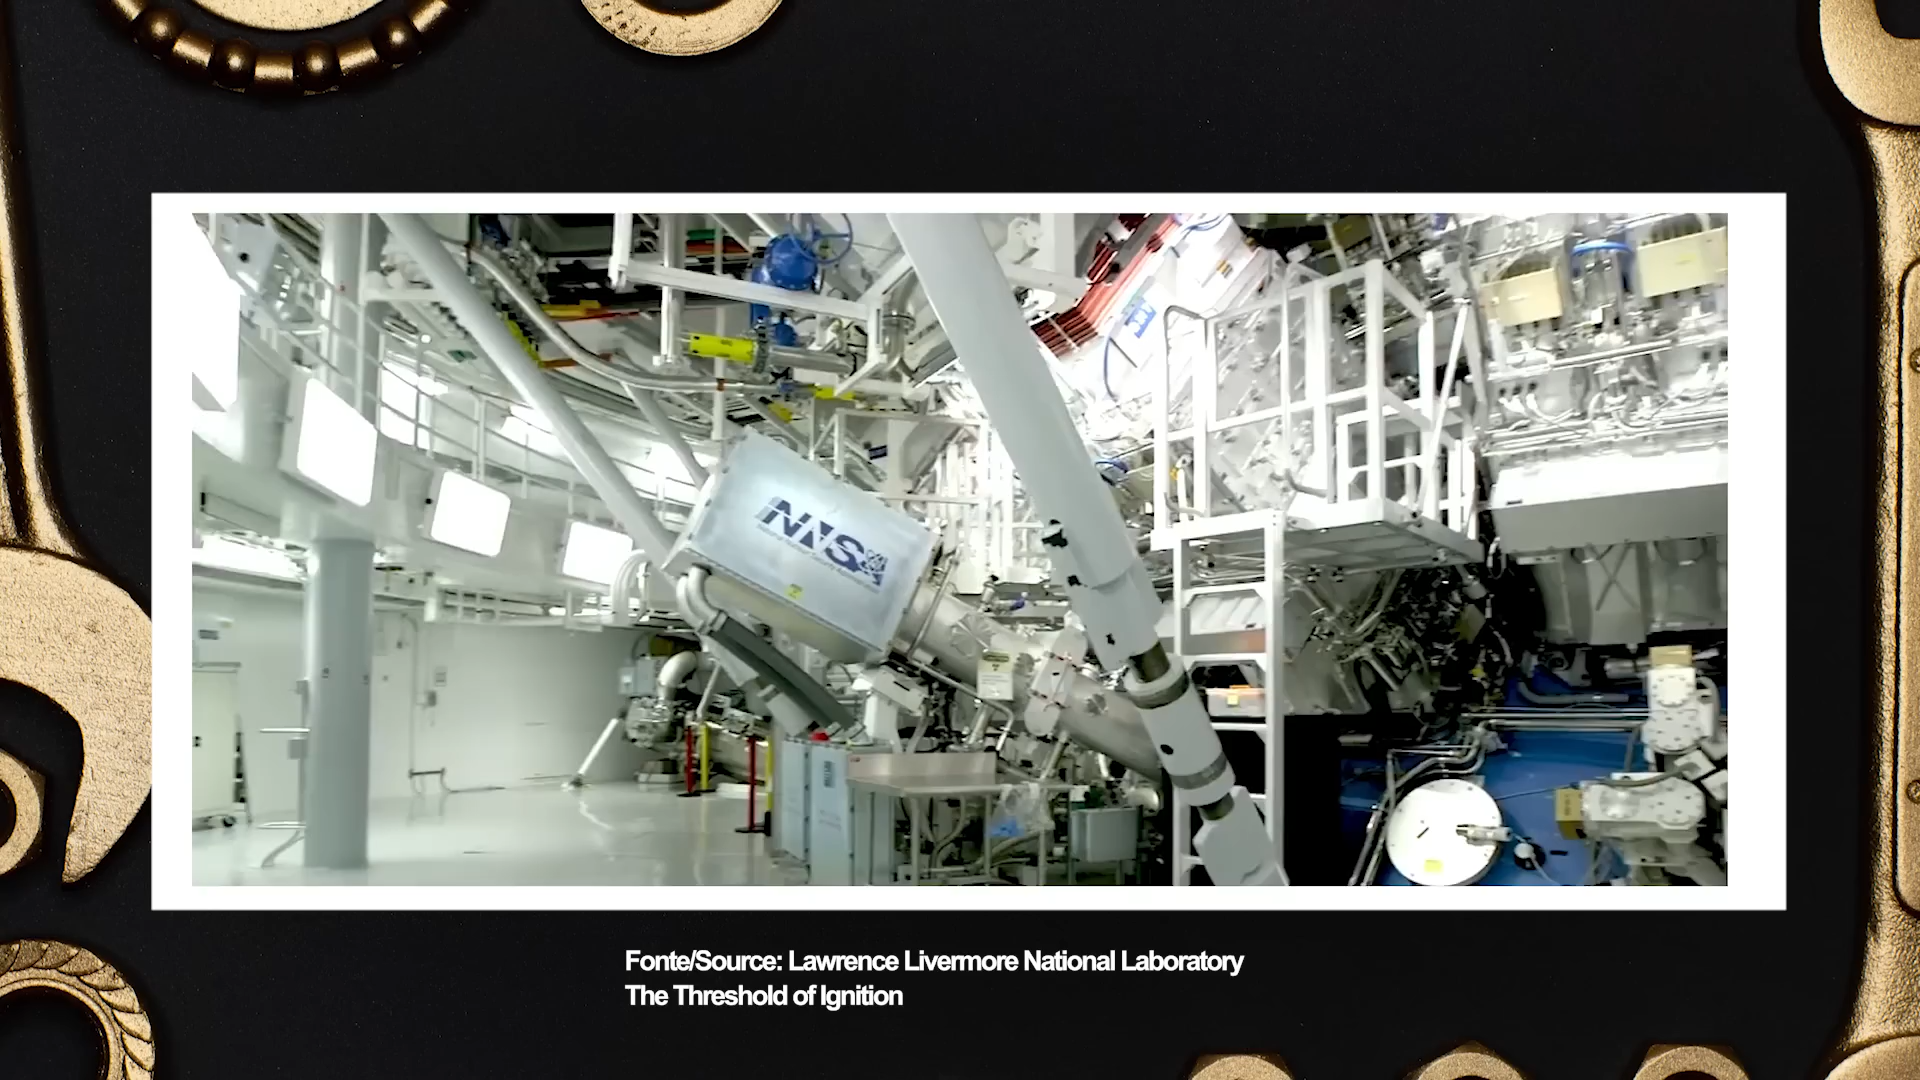 NNSA
Fonte/Source: Lawrence Livermore National Laboratory
The Threshold of Ignition